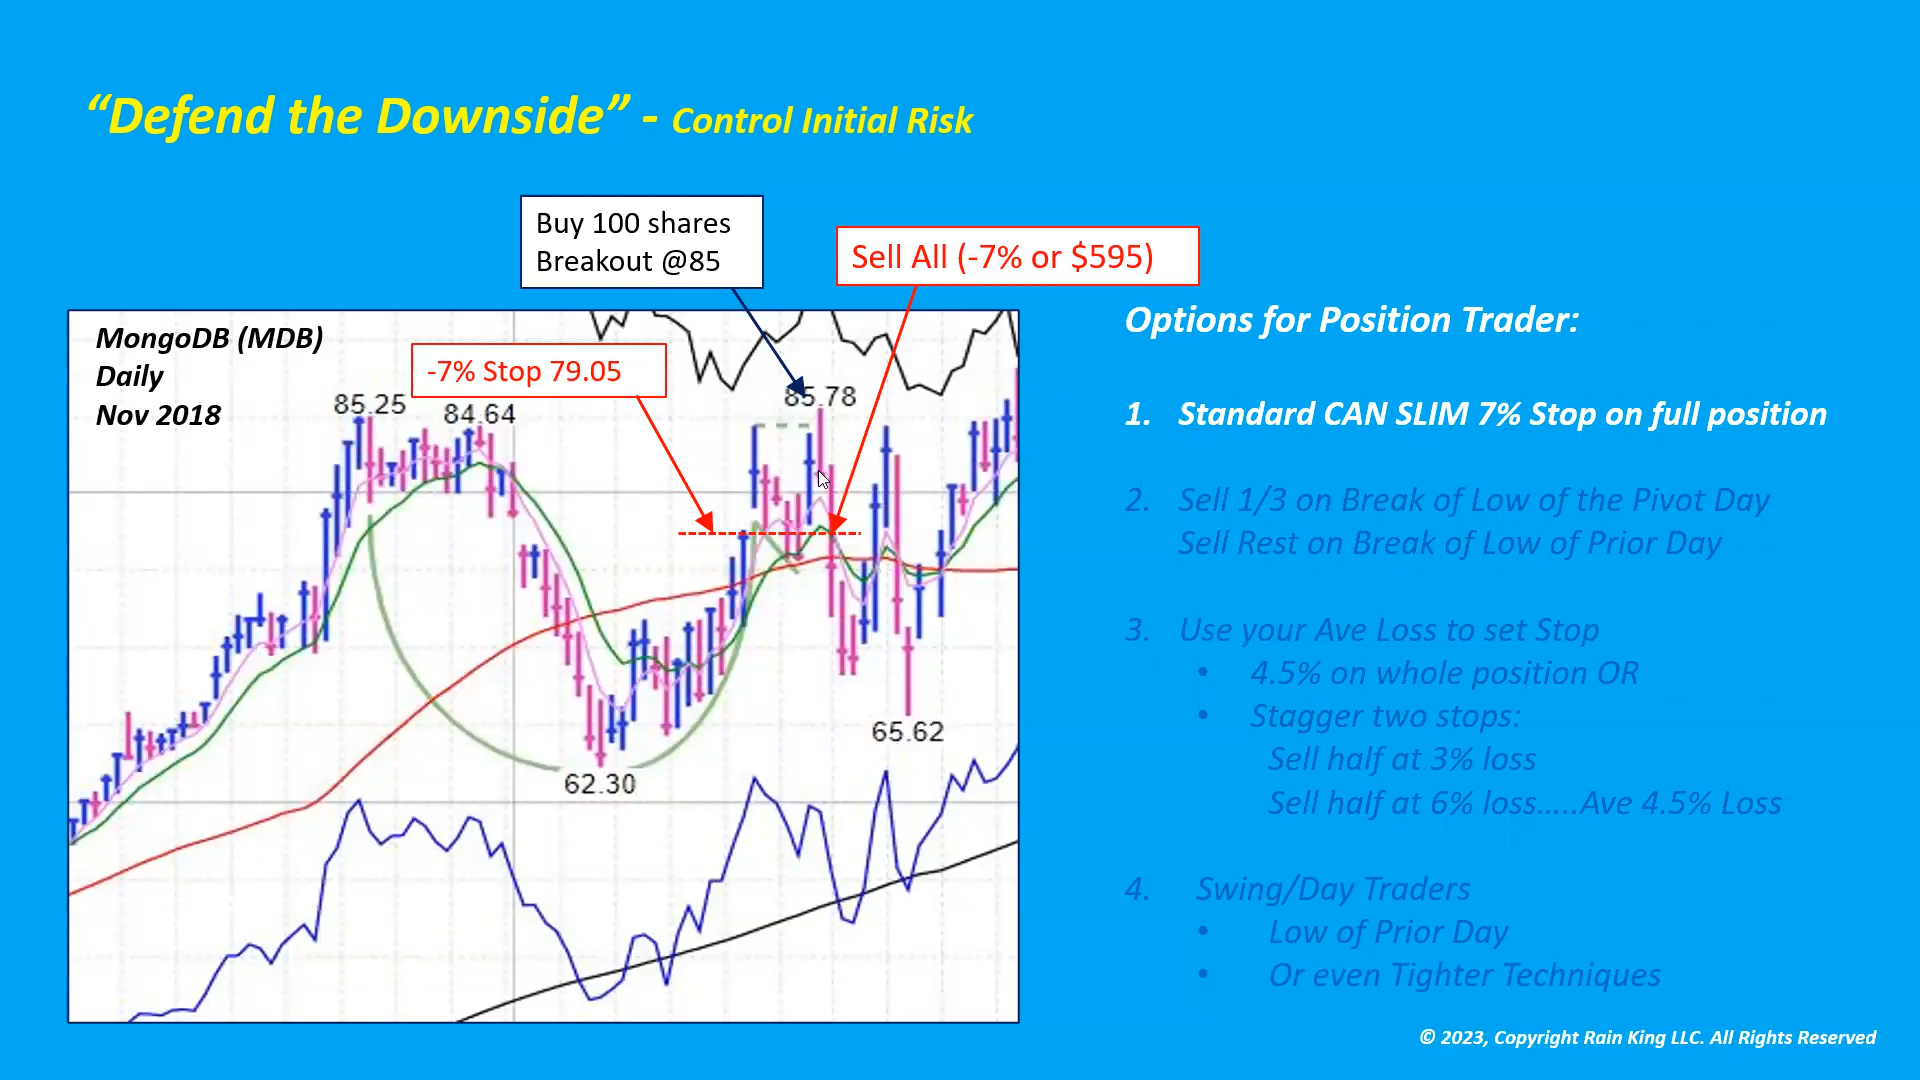 “Defend the Downside” - Control Initial Risk
Buy 100 shares
Breakout @85
Sell All (-7% or $595)
MongoDB (MDB)
Daily
Nov 2018
-7% Stop 79.05
85.25
84.64
85.78
62.30
65.62
Options for Position Trader:
1. Standard CAN SLIM 7% Stop on full position
2. Sell 1/3 on Break of Low of the Pivot Day
Sell Rest on Break of Low of Prior Day
3. Use your Ave Loss to set Stop
• 4.5% on whole position OR
• Stagger two stops:
Sell half at 3% loss
Sell half at 6% loss.....Ave 4.5% Loss
4. Swing/Day Traders
• Low of Prior Day
• Or even Tighter Techniques
© 2023, Copyright Rain King LLC. All Rights Reserved